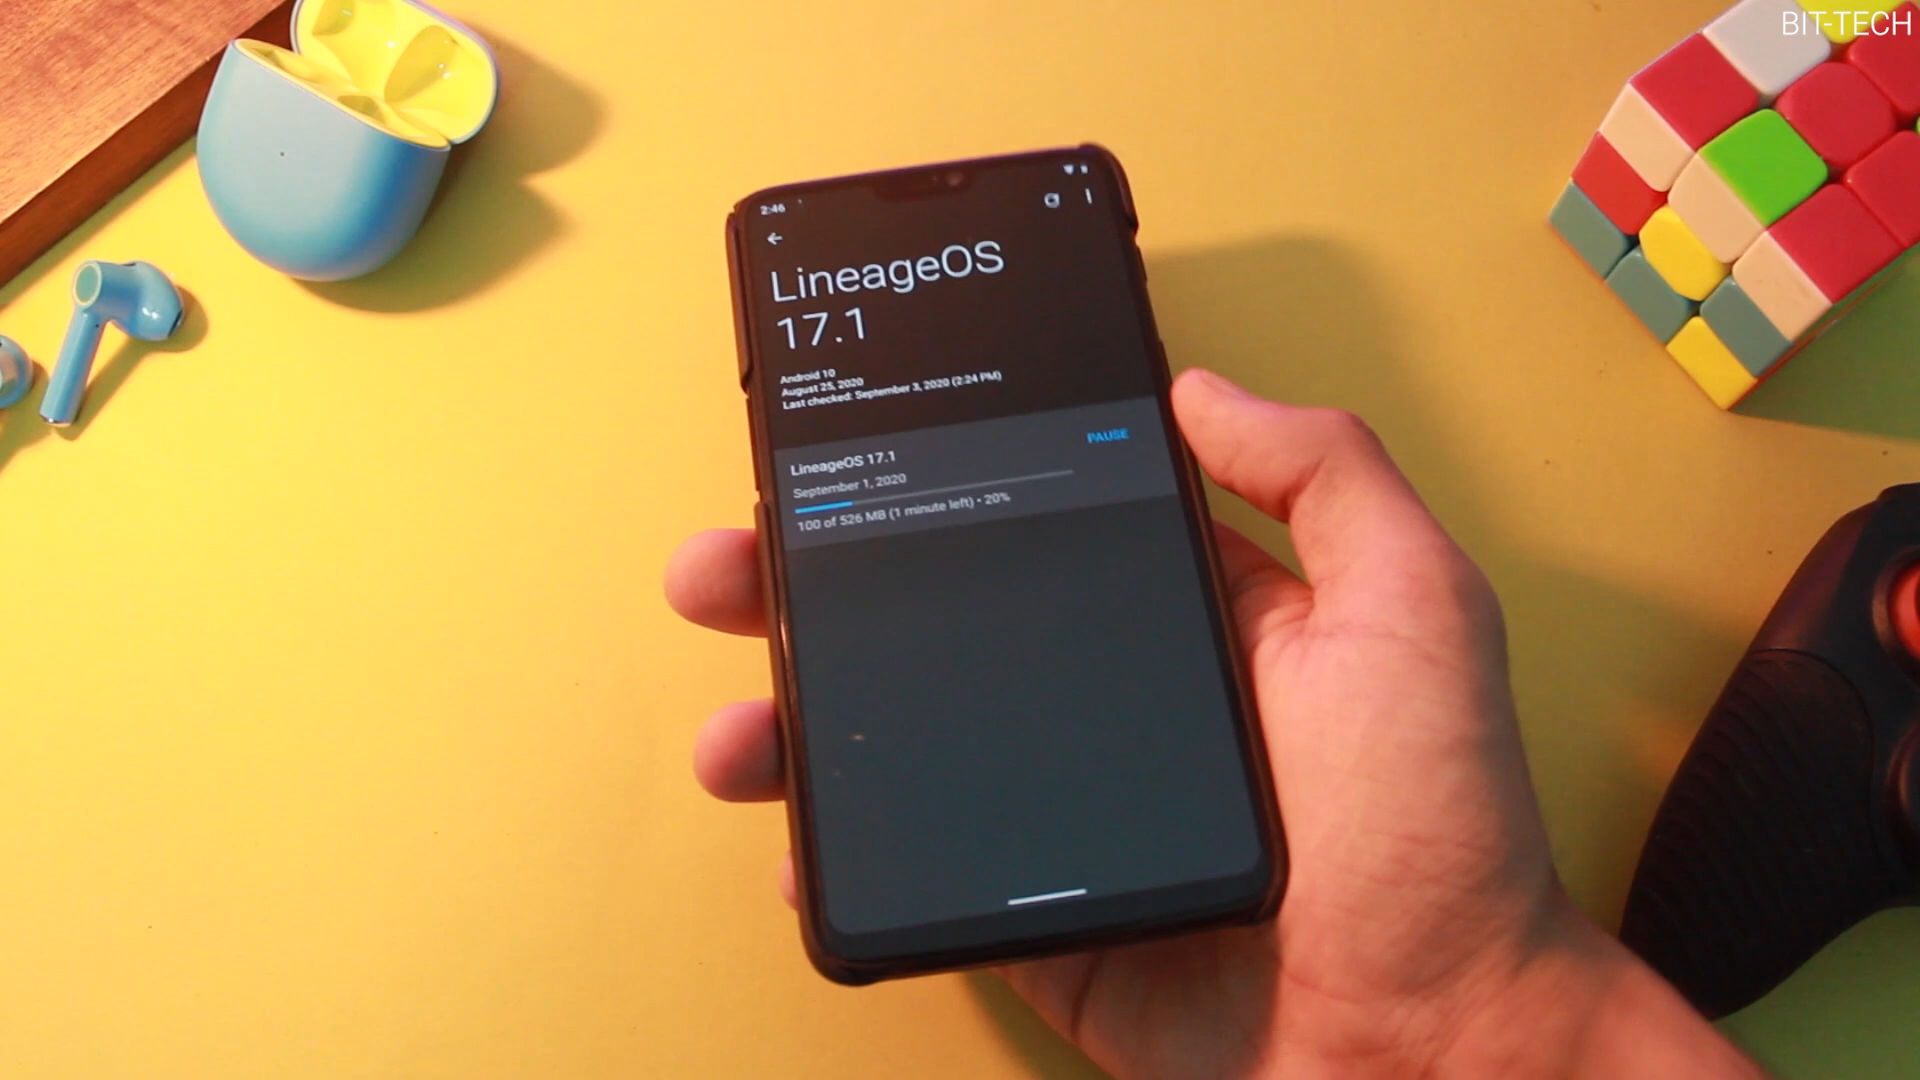 BIT-TECH
2:46
LineageOS
17.1
Android 10
August 25, 2020
Last checked: September 3, 2020 (2:24 PM)
LineageOS 17.1
PAUSE
September 1, 2020
100 of 526 MB (1 minute left) • 20%